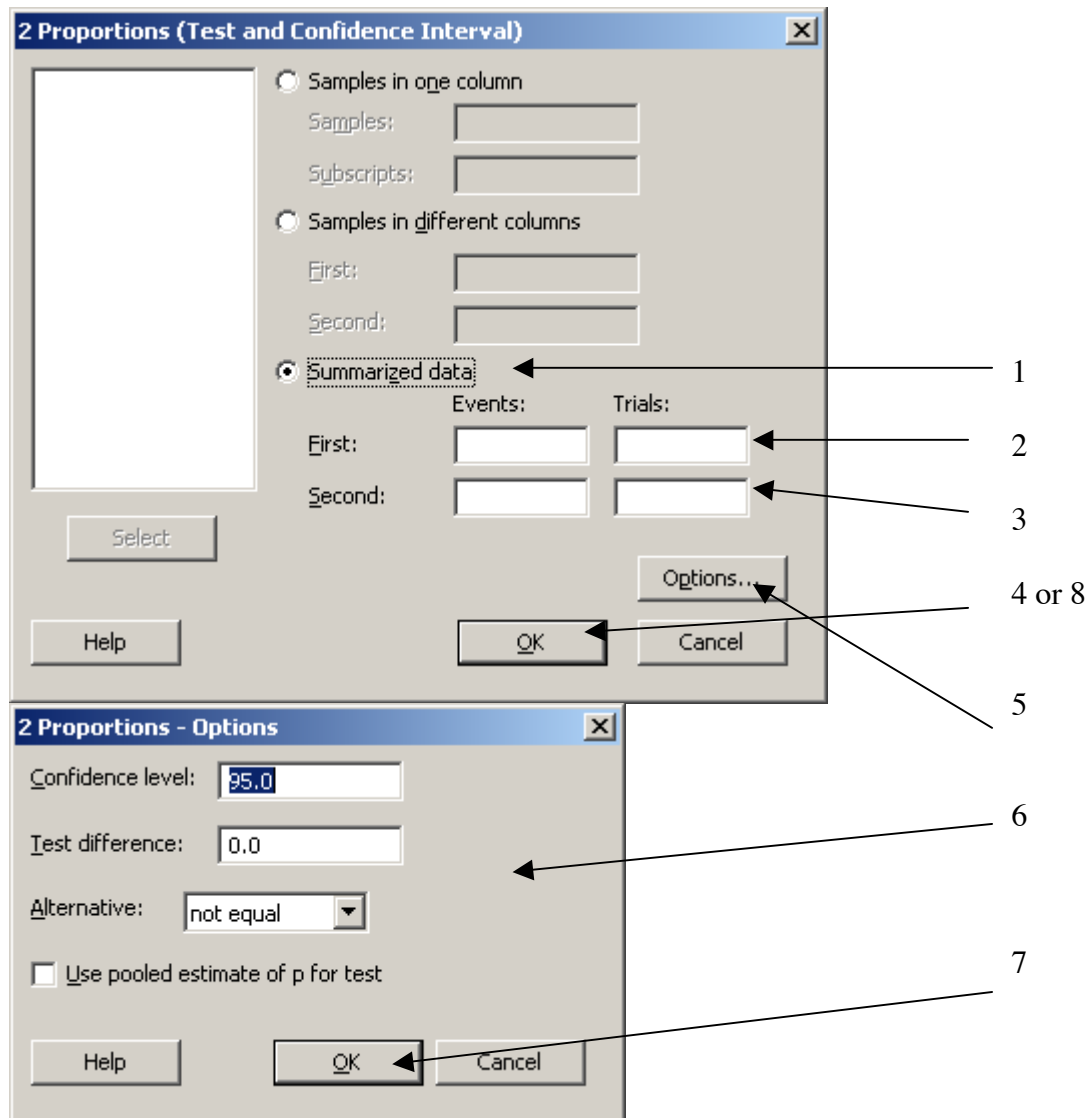 2 Proportions (Test and Confidence Interval)
Samples in one column
Samples:
Subscripts:
Samples in different columns
First:
Second:
Summarized data
1
Events: Trials:
First:
2
Second:
3
Select
Options...
4 or 8
Help OK Cancel
5
2 Proportions - Options
Confidence level: 95.0
6
Test difference: 0.0
Alternative: not equal
Use pooled estimate of p for test
7
Help OK Cancel